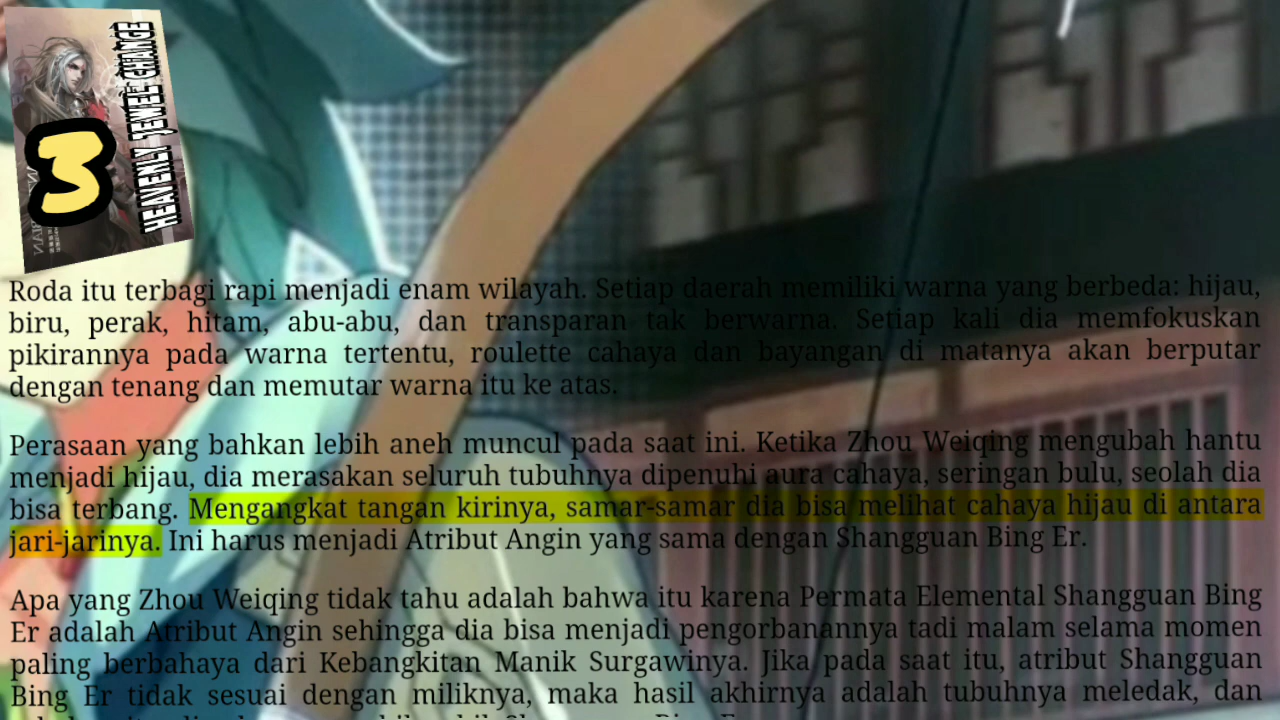 HEAVENLY JEWEL CHANGE
3
Roda itu terbagi rapi menjadi enam wilayah. Setiap daerah memiliki warna yang berbeda: hijau,
biru, perak, hitam, abu-abu, dan transparan tak berwarna. Setiap kali dia memfokuskan
pikirannya pada warna tertentu, roulette cahaya dan bayangan di matanya akan berputar
dengan tenang dan memutar warna itu ke atas.
Perasaan yang bahkan lebih aneh muncul pada saat ini. Ketika Zhou Weiqing mengubah hantu
menjadi hijau, dia merasakan seluruh tubuhnya dipenuhi aura cahaya, seringan bulu, seolah dia
bisa terbang. Mengangkat tangan kirinya, samar-samar dia bisa melihat cahaya hijau di antara
jari-jarinya. Ini harus menjadi Atribut Angin yang sama dengan Shangguan Bing Er.
Apa yang Zhou Weiqing tidak tahu adalah bahwa itu karena Permata Elemental Shangguan Bing
Er adalah Atribut Angin sehingga dia bisa menjadi pengorbanannya tadi malam selama momen
paling berbahaya dari Kebangkitan Manik Surgawinya. Jika pada saat itu, atribut Shangguan
Bing Er tidak sesuai dengan miliknya, maka hasil akhirnya adalah tubuhnya meledak, dan